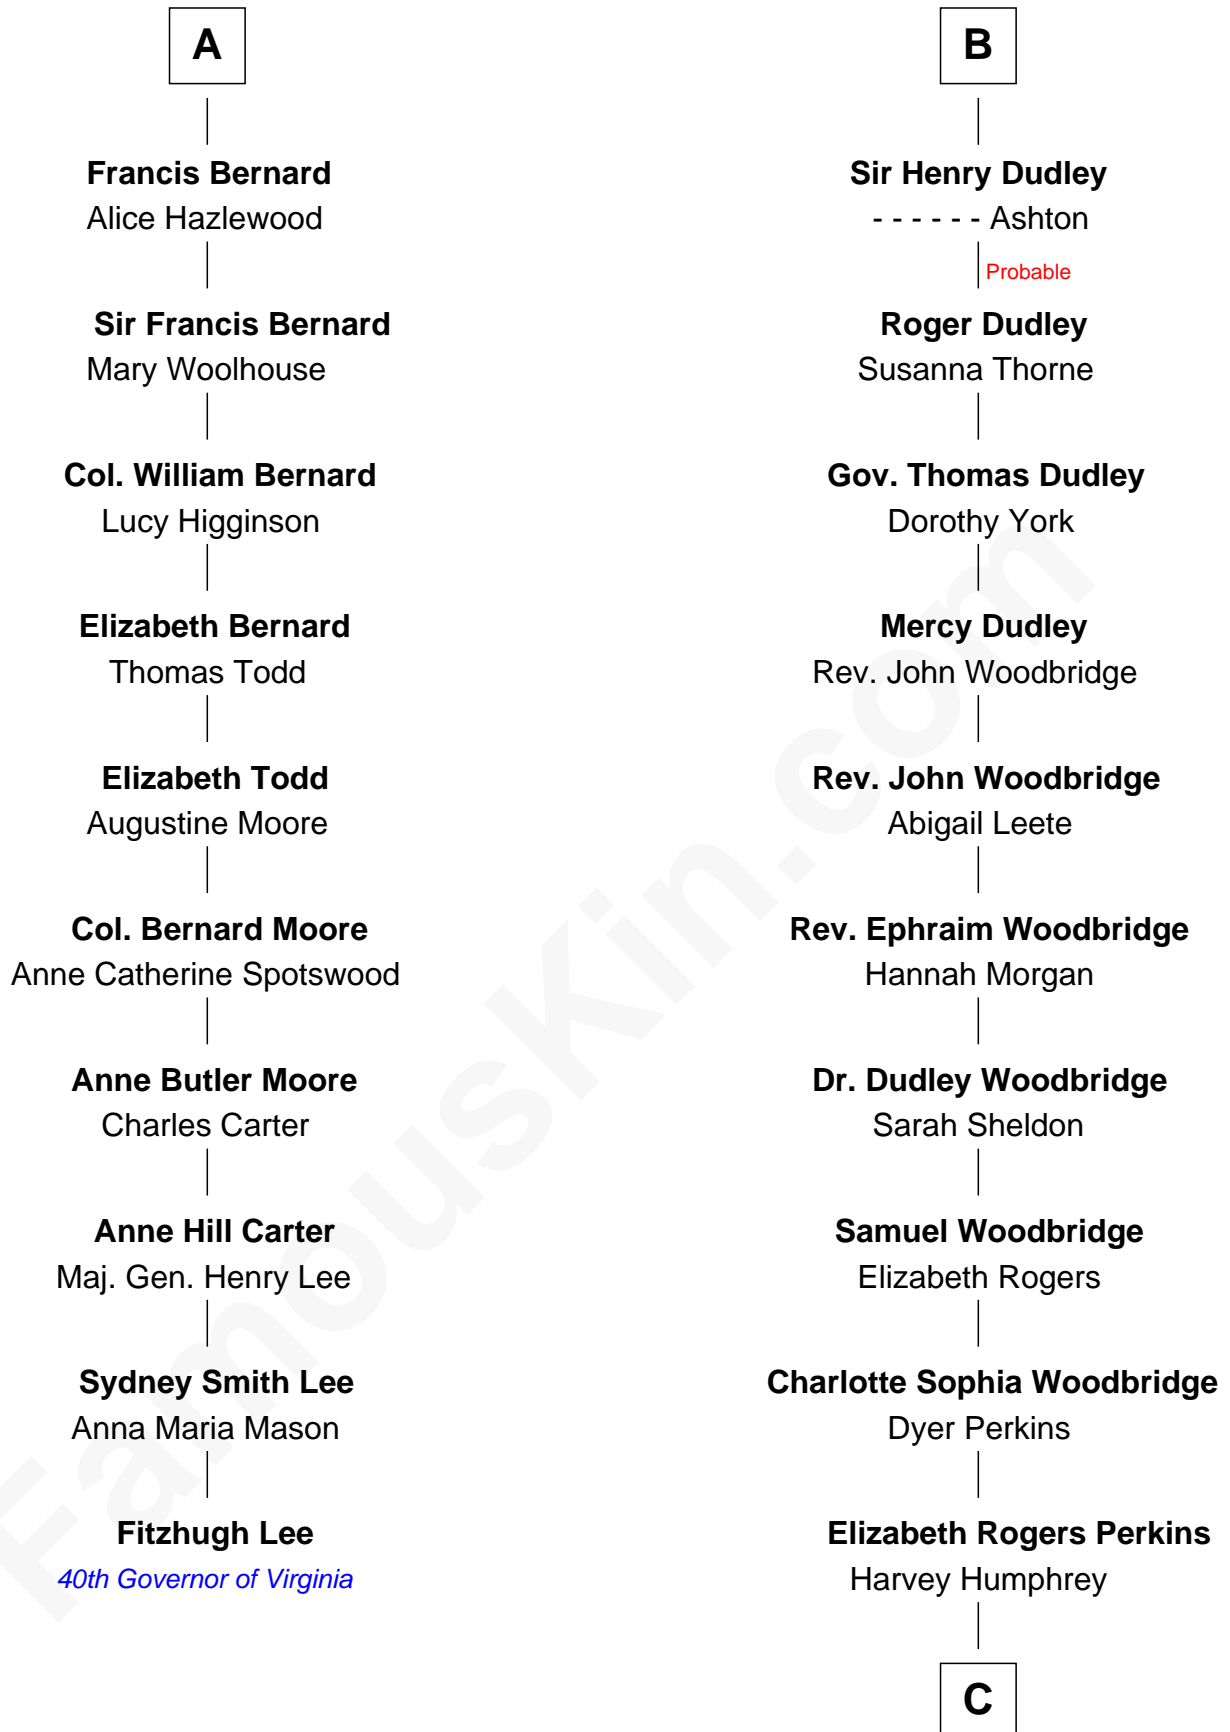 A
Francis Bernard
Alice Hazlewood
Sir Francis Bernard
Mary Woolhouse
Col. William Bernard
Lucy Higginson
Elizabeth Bernard
Thomas Todd
Elizabeth Todd
Augustine Moore
Col. Bernard Moore
Anne Catherine Spotswood
Anne Butler Moore
Charles Carter
Anne Hill Carter
Maj. Gen. Henry Lee
Sydney Smith Lee
Anna Maria Mason
Fitzhugh Lee
40th Governor of Virginia
B
Sir Henry Dudley
- - - - - - Ashton
Probable
Roger Dudley
Susanna Thorne
Gov. Thomas Dudley
Dorothy York
Mercy Dudley
Rev. John Woodbridge
Rev. John Woodbridge
Abigail Leete
Rev. Ephraim Woodbridge
Hannah Morgan
Dr. Dudley Woodbridge
Sarah Sheldon
Samuel Woodbridge
Elizabeth Rogers
Charlotte Sophia Woodbridge
Dyer Perkins
Elizabeth Rogers Perkins
Harvey Humphrey
C
FamousKin.com